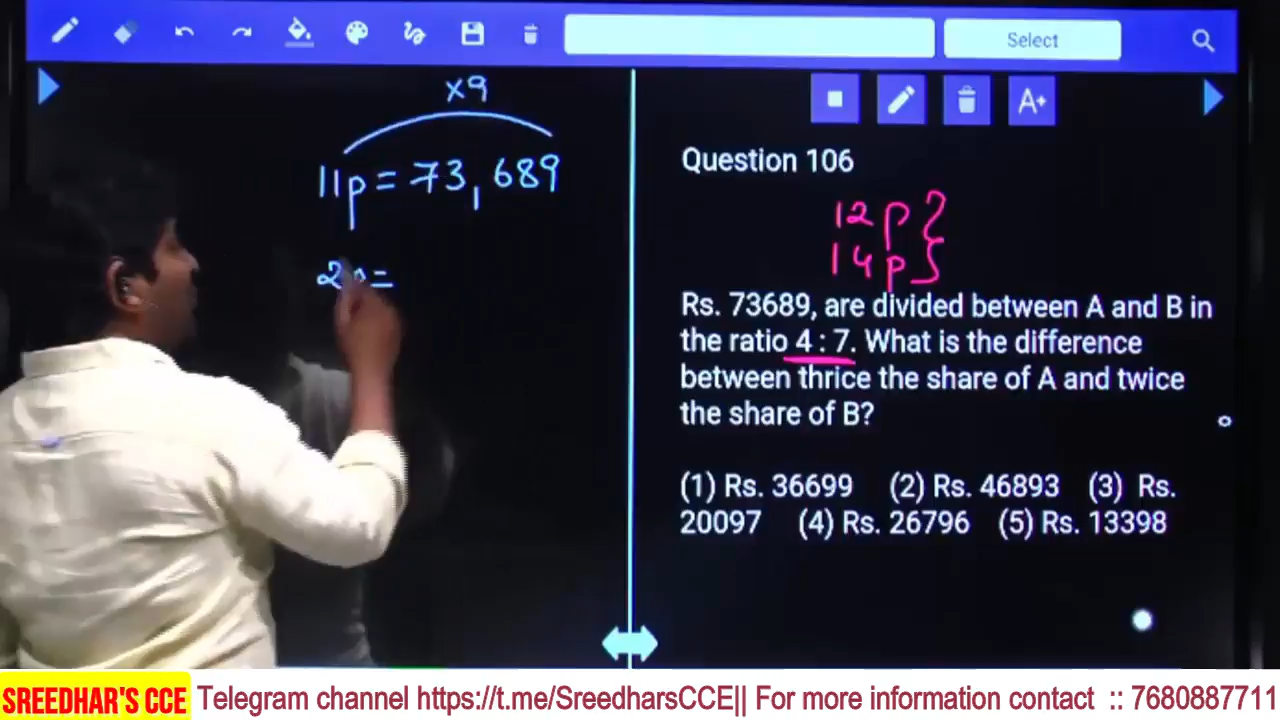 Select
A+
×9
11p = 73,689
2p =
Question 106
12p }
14p }
Rs. 73689, are divided between A and B in
the ratio 4 : 7. What is the difference
between thrice the share of A and twice
the share of B?
(1) Rs. 36699 (2) Rs. 46893 (3) Rs.
20097 (4) Rs. 26796 (5) Rs. 13398
SREEDHAR'S CCE Telegram channel https://t.me/SreedharsCCE|| For more information contact :: 7680887711